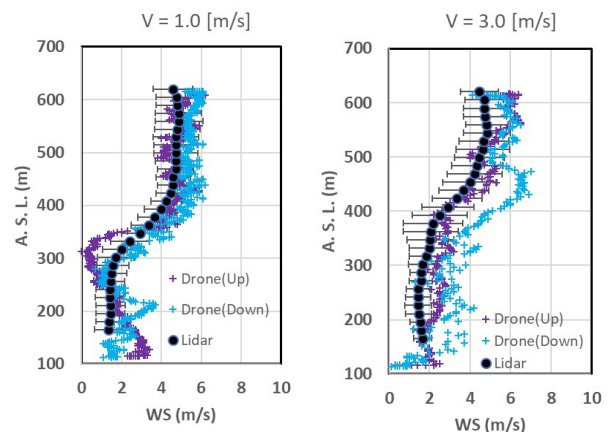 V = 1.0 [m/s]
700
600
500
400
300
200
100
A. S. L. (m)
Drone(Up)
Drone(Down)
Lidar
0 2 4 6 8 10
WS (m/s)
V = 3.0 [m/s]
700
600
500
400
300
200
100
A. S. L. (m)
Drone(Up)
Drone(Down)
Lidar
0 2 4 6 8 10
WS (m/s)